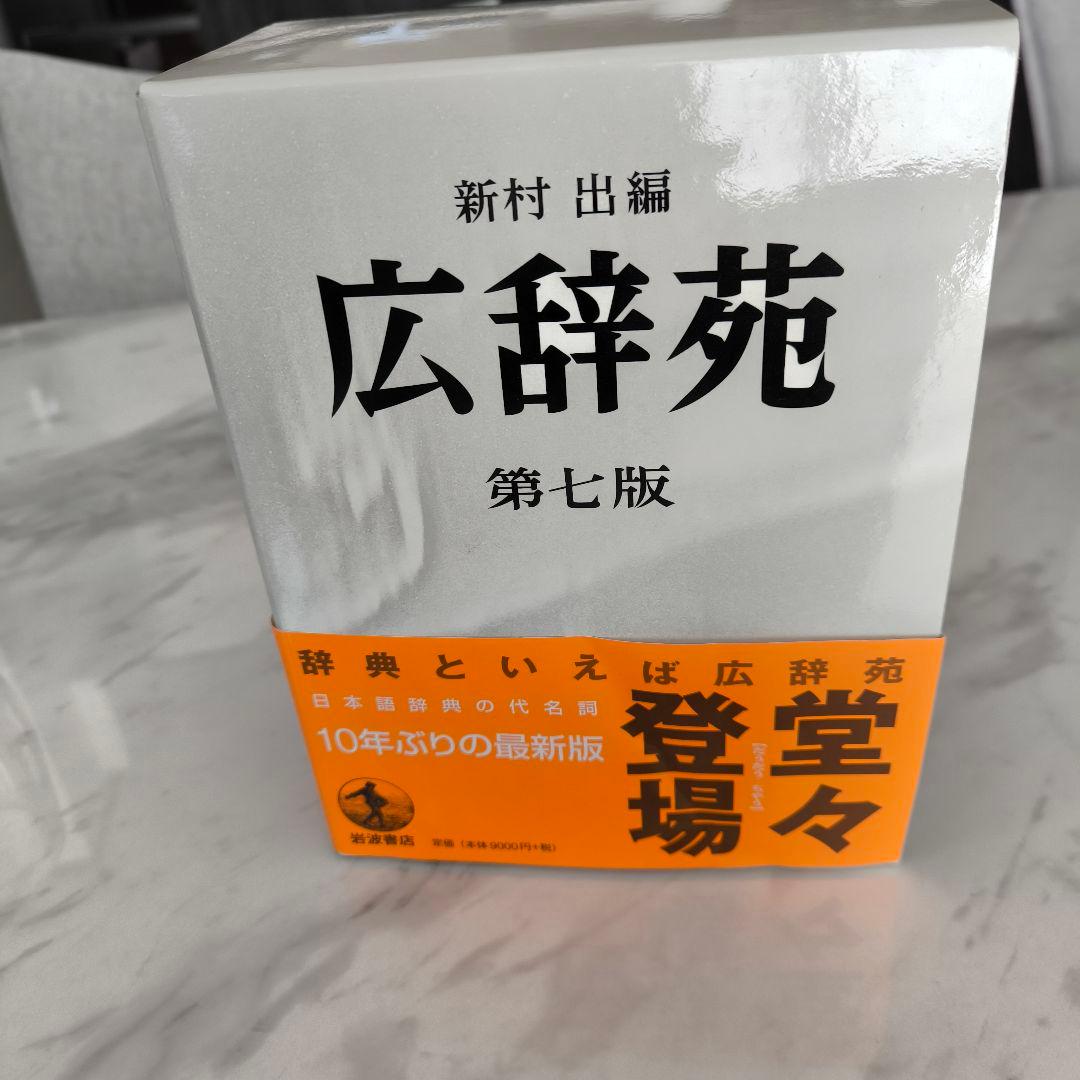 新村 出編
広辞苑
第七版
辞典といえば広辞苑
日本語辞典の代名詞
10年ぶりの最新版
堂々
登場
岩波書店
定価（本体9000円+税）